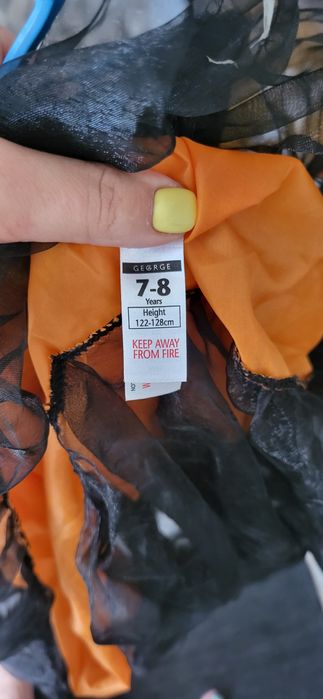 GEORGE
7-8
Years
Height
122-128cm
KEEP AWAY
FROM FIRE